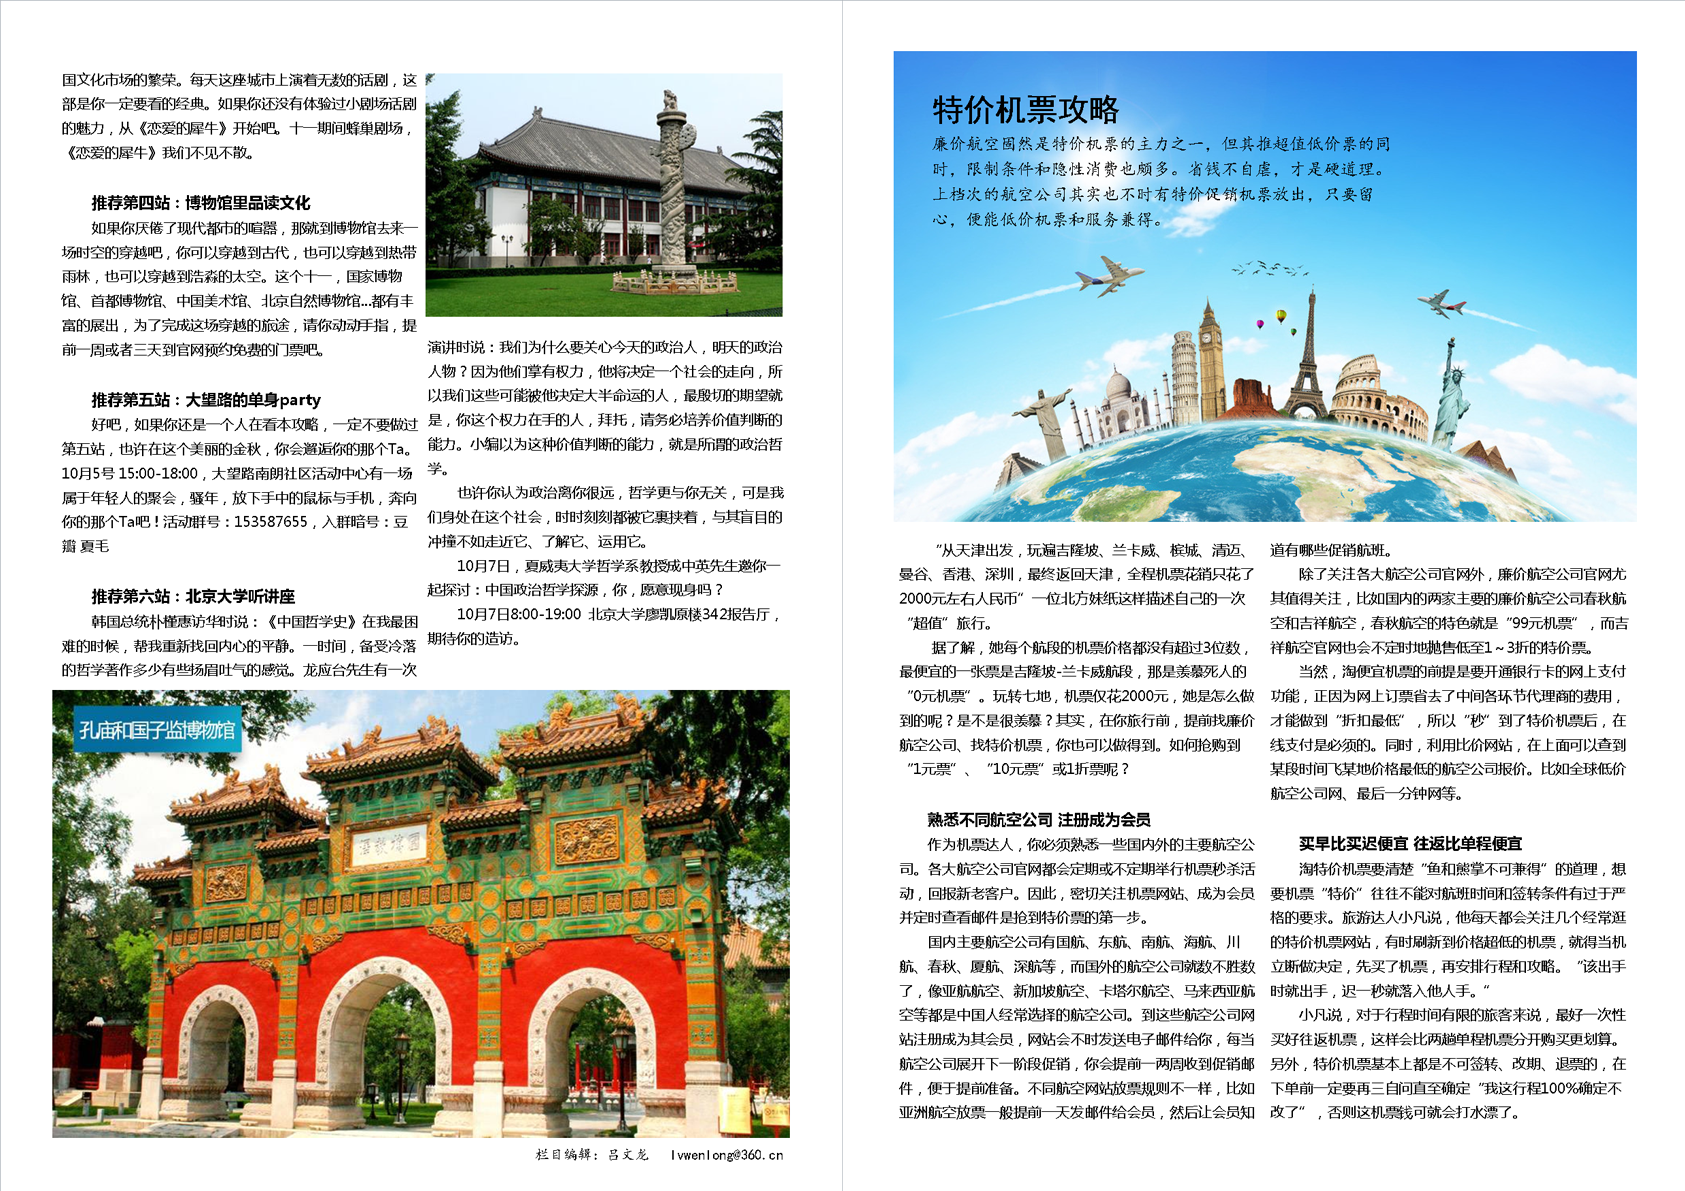 国文化市场的繁荣。每天这座城市上演着无数的话剧，这
部是你一定要看的经典。如果你还没有体验过小剧场话剧
的魅力，从《恋爱的犀牛》开始吧。十一期间蜂巢剧场，
《恋爱的犀牛》我们不见不散。
推荐第四站：博物馆里品读文化
如果你厌倦了现代都市的喧嚣，那就到博物馆去来一
场时空的穿越吧，你可以穿越到古代，也可以穿越到热带
雨林，也可以穿越到浩淼的太空。这个十一，国家博物
馆、首都博物馆、中国美术馆、北京自然博物馆...都有丰
富的展出，为了完成这场穿越的旅途，请你动动手指，提
前一周或者三天到官网预约免费的门票吧。
推荐第五站：大望路的单身party
好吧，如果你还是一个人在看本攻略，一定不要做过
第五站，也许在这个美丽的金秋，你会邂逅你的那个Ta。
10月5号 15:00-18:00，大望路南朗社区活动中心有一场
属于年轻人的聚会，骚年，放下手中的鼠标与手机，奔向
你的那个Ta吧！活动群号：153587655，入群暗号：豆
瓣 夏毛
推荐第六站：北京大学听讲座
韩国总统朴槿惠访华时说：《中国哲学史》在我最困
难的时候，帮我重新找回内心的平静。一时间，备受冷落
的哲学著作多少有些扬眉吐气的感觉。龙应台先生有一次
演讲时说：我们为什么要关心今天的政治人，明天的政治
人物？因为他们掌有权力，他将决定一个社会的走向，所
以我们这些可能被他决定大半命运的人，最殷切的期望就
是，你这个权力在手的人，拜托，请务必培养价值判断的
能力。小编以为这种价值判断的能力，就是所谓的政治哲
学。
也许你认为政治离你很远，哲学更与你无关，可是我
们身处在这个社会，时时刻刻都被它裹挟着，与其盲目的
冲撞不如走近它、了解它、运用它。
10月7日，夏威夷大学哲学系教授成中英先生邀你一
起探讨：中国政治哲学探源，你，愿意现身吗？
10月7日8:00-19:00 北京大学廖凯原楼342报告厅，
期待你的造访。
孔庙和国子监博物馆
栏目编辑：吕文龙 lvwenlong@360.cn
特价机票攻略
廉价航空固然是特价机票的主力之一，但其推超值低价票的同
时，限制条件和隐性消费也颇多。省钱不自虐，才是硬道理。
上档次的航空公司其实也不时有特价促销机票放出，只要留
心，便能低价机票和服务兼得。
“从天津出发，玩遍吉隆坡、兰卡威、槟城、清迈、
曼谷、香港、深圳，最终返回天津，全程机票花销只花了
2000元左右人民币”一位北方妹纸这样描述自己的一次
“超值”旅行。
据了解，她每个航段的机票价格都没有超过3位数，
最便宜的一张票是吉隆坡-兰卡威航段，那是羡慕死人的
“0元机票”。玩转七地，机票仅花2000元，她是怎么做
到的呢？是不是很羡慕？其实，在你旅行前，提前找廉价
航空公司、找特价机票，你也可以做得到。如何抢购到
“1元票”、“10元票”或1折票呢？
熟悉不同航空公司 注册成为会员
作为机票达人，你必须熟悉一些国内外的主要航空公
司。各大航空公司官网都会定期或不定期举行机票秒杀活
动，回报新老客户。因此，密切关注机票网站、成为会员
并定时查看邮件是抢到特价票的第一步。
国内主要航空公司有国航、东航、南航、海航、川
航、春秋、厦航、深航等，而国外的航空公司就数不胜数
了，像亚航航空、新加坡航空、卡塔尔航空、马来西亚航
空等都是中国人经常选择的航空公司。到这些航空公司网
站注册成为其会员，网站会不时发送电子邮件给你，每当
航空公司展开下一阶段促销，你会提前一两周收到促销邮
件，便于提前准备。不同航空网站放票规则不一样，比如
亚洲航空放票一般提前一天发邮件给会员，然后让会员知
道有哪些促销航班。
除了关注各大航空公司官网外，廉价航空公司官网尤
其值得关注，比如国内的两家主要的廉价航空公司春秋航
空和吉祥航空，春秋航空的特色就是“99元机票”，而吉
祥航空官网也会不定时地抛售低至1～3折的特价票。
当然，淘便宜机票的前提是要开通银行卡的网上支付
功能，正因为网上订票省去了中间各环节代理商的费用，
才能做到“折扣最低”，所以“秒”到了特价机票后，在
线支付是必须的。同时，利用比价网站，在上面可以查到
某段时间飞某地价格最低的航空公司报价。比如全球低价
航空公司网、最后一分钟网等。
买早比买迟便宜 往返比单程便宜
淘特价机票要清楚“鱼和熊掌不可兼得”的道理，想
要机票“特价”往往不能对航班时间和签转条件有过于严
格的要求。旅游达人小凡说，他每天都会关注几个经常逛
的特价机票网站，有时刷新到价格超低的机票，就得当机
立断做决定，先买了机票，再安排行程和攻略。“该出手
时就出手，迟一秒就落入他人手。“
小凡说，对于行程时间有限的旅客来说，最好一次性
买好往返机票，这样会比两趟单程机票分开购买更划算。
另外，特价机票基本上都是不可签转、改期、退票的，在
下单前一定要再三自问直至确定“我这行程100%确定不
改了”，否则这机票钱可就会打水漂了。